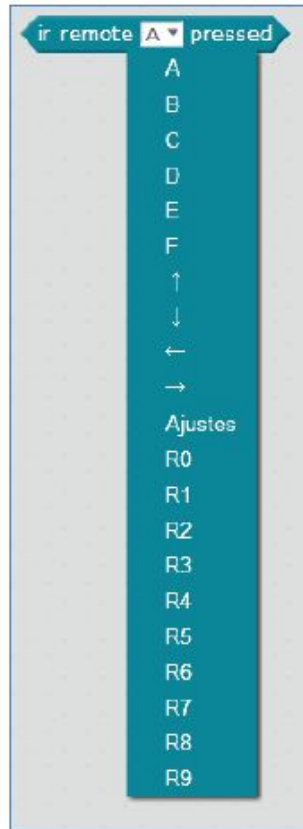 ir remote A pressed
A
B
C
D
E
F
↑
↓
←
→
Ajustes
R0
R1
R2
R3
R4
R5
R6
R7
R8
R9